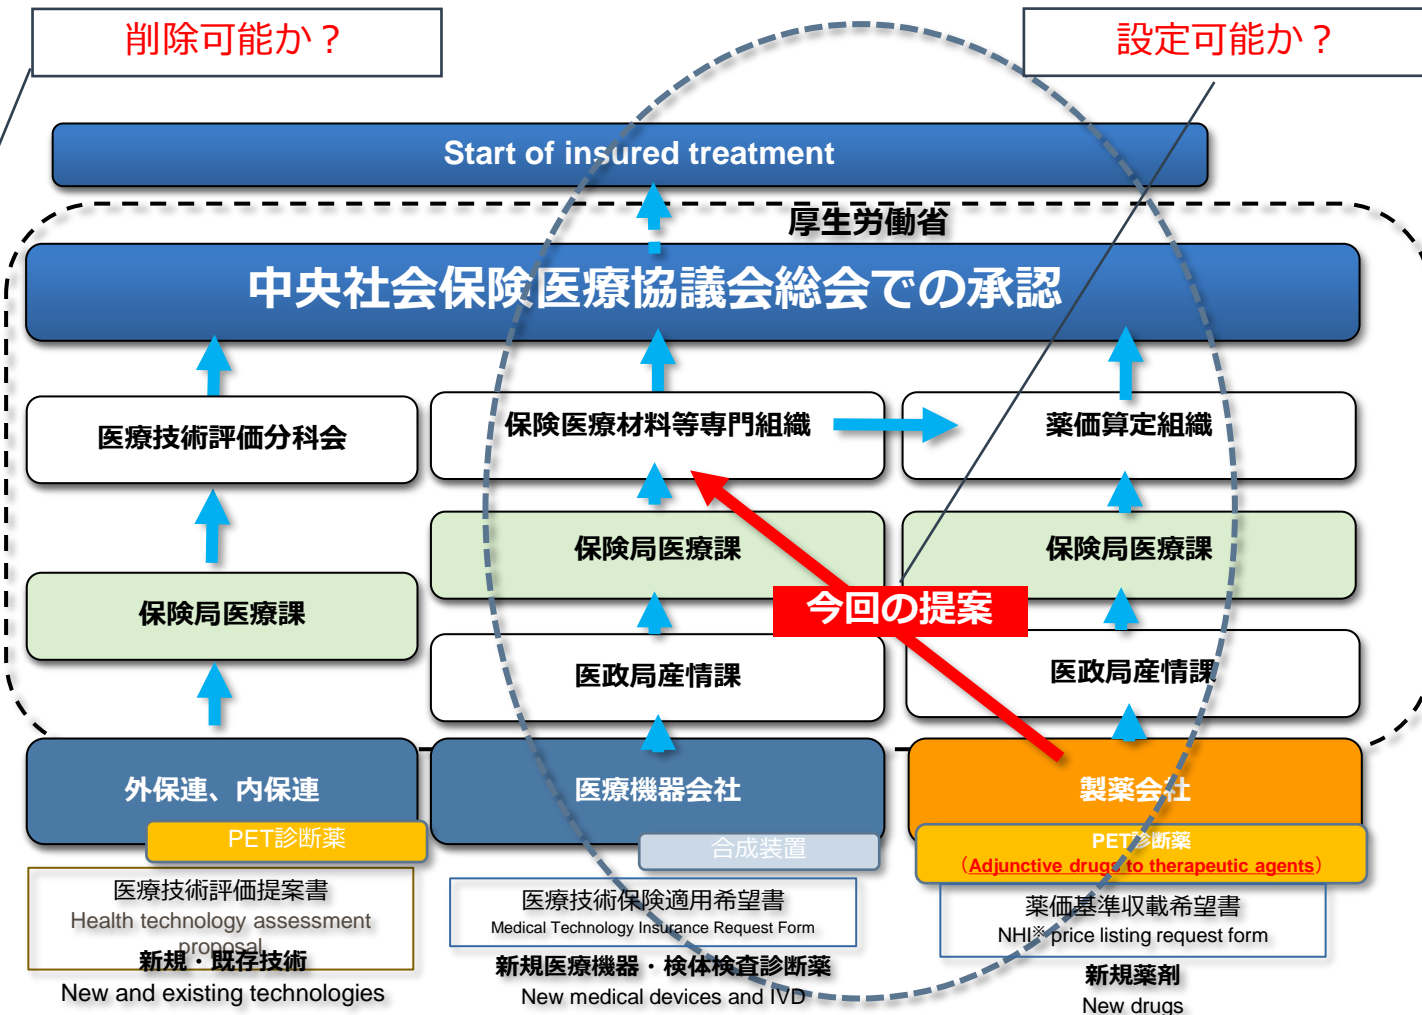 削除可能か？
設定可能か？
Start of insured treatment
厚生労働省
中央社会保険医療協議会総会での承認
医療技術評価分科会
保険医療材料等専門組織
薬価算定組織
保険局医療課
保険局医療課
保険局医療課
今回の提案
医政局産情課
医政局産情課
外保連、内保連
医療機器会社
製薬会社
PET診断薬
合成装置
PET診断薬
（Adjunctive drugs to therapeutic agents）
医療技術評価提案書
Health technology assessment
proposal
新規・既存技術
New and existing technologies
医療技術保険適用希望書
Medical Technology Insurance Request Form
新規医療機器・検体検査診断薬
New medical devices and IVD
薬価基準収載希望書
NHI※ price listing request form
新規薬剤
New drugs